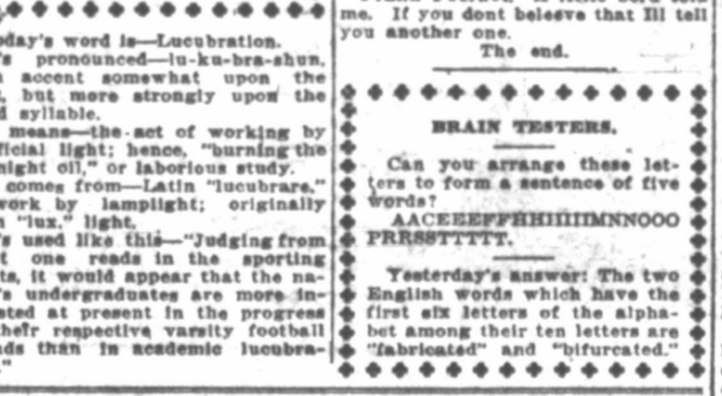 oday's word is—Lucubration.
's pronounced—lu-ku-bra-shun,
accent somewhat upon the
, but more strongly upon the
d syllable.
means—the act of working by
ficial light; hence, "burning the
night oil," or laborious study.
comes from—Latin "lucubrare,"
work by lamplight; originally
"lux," light.
's used like this—"Judging from
t one reads in the sporting
ts, it would appear that the na-
's undergraduates are more in-
sted at present in the progress
their respective varsity football
ds than in academic lucubra-
"
me. If you dont beleeve that Ill tell
you another one.
The end.
BRAIN TESTERS.
Can you arrange these let-
ters to form a sentence of five
words?
AACEEEFFHHIIIIIMNNOOO
PRRSSTTTTT.
Yesterday's answer: The two
English words which have the
first six letters of the alpha-
bet among their ten letters are
"fabricated" and "bifurcated."